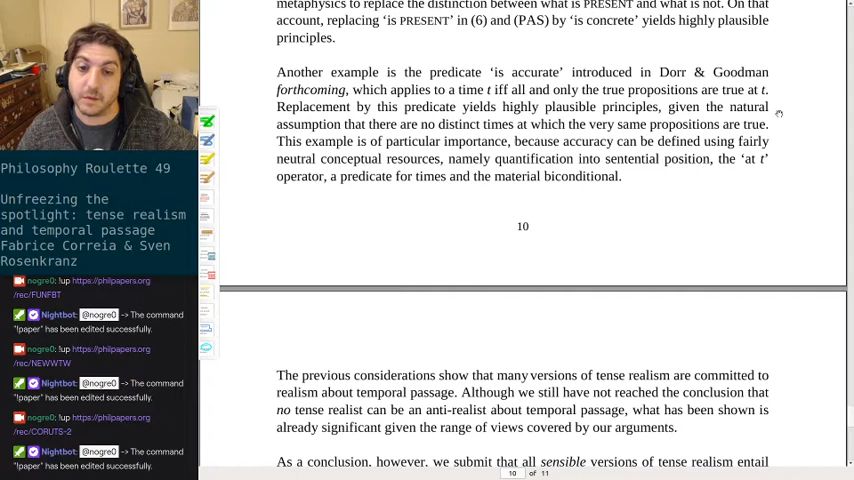 metaphysics to replace the distinction between what is PRESENT and what is not. On that
account, replacing ‘is PRESENT’ in (6) and (PAS) by ‘is concrete’ yields highly plausible
principles.
Another example is the predicate ‘is accurate’ introduced in Dorr & Goodman
forthcoming, which applies to a time t iff all and only the true propositions are true at t.
Replacement by this predicate yields highly plausible principles, given the natural
assumption that there are no distinct times at which the very same propositions are true.
This example is of particular importance, because accuracy can be defined using fairly
neutral conceptual resources, namely quantification into sentential position, the ‘at t’
operator, a predicate for times and the material biconditional.
10
The previous considerations show that many versions of tense realism are committed to
realism about temporal passage. Although we still have not reached the conclusion that
no tense realist can be an anti-realist about temporal passage, what has been shown is
already significant given the range of views covered by our arguments.
As a conclusion, however, we submit that all sensible versions of tense realism entail
10 of 11
Philosophy Roulette 49
Unfreezing the
spotlight: tense realism
and temporal passage
Fabrice Correia & Sven
Rosenkranz
nogre0: !up https://philpapers.org
/rec/FUNFBT
Nightbot: @nogre0 -> The command
"!paper" has been edited successfully.
nogre0: !up https://philpapers.org
/rec/NEWWTW
Nightbot: @nogre0 -> The command
"!paper" has been edited successfully.
nogre0: !up https://philpapers.org
/rec/CORUTS-2
Nightbot: @nogre0 -> The command
"!paper" has been edited successfully.